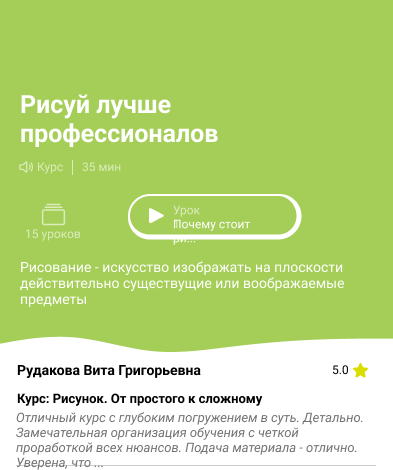 Рисуй лучше
профессионалов
Курс | 35 мин
Урок
Почему стоит
ри...
15 уроков
Рисование - искусство изображать на плоскости
действительно существущие или воображаемые
предметы
Рудакова Вита Григорьевна 5.0
Курс: Рисунок. От простого к сложному
Отличный курс с глубоким погружением в суть. Детально.
Замечательная организация обучения с четкой
проработкой всех нюансов. Подача материала - отлично.
Уверена, что ...